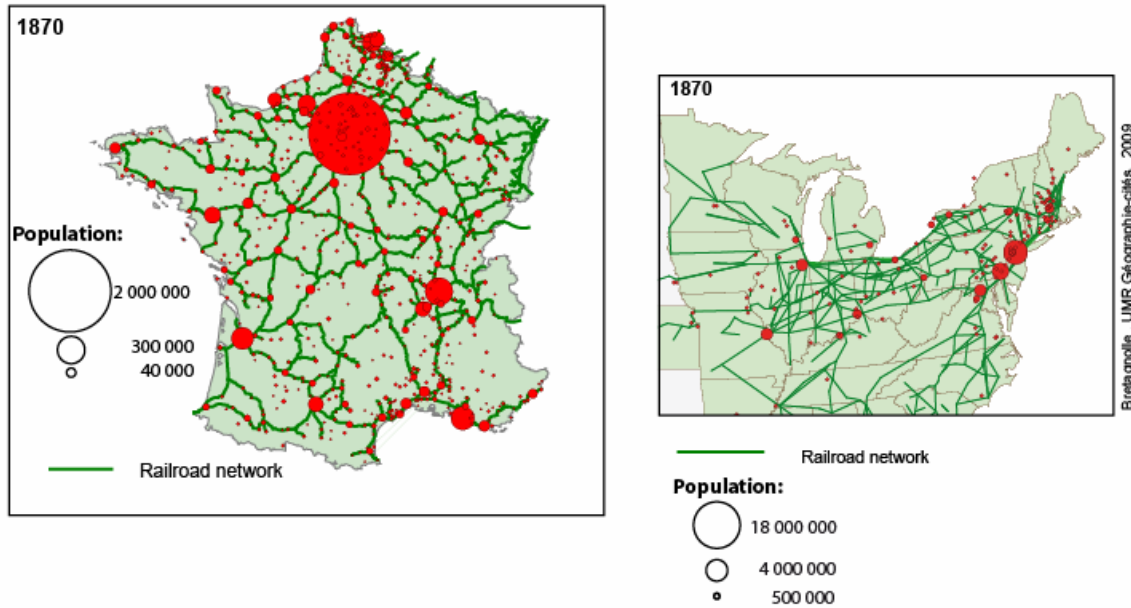 1870
Population:
2 000 000
300 000
40 000
Railroad network
1870
Bretagnolle UMR Géographie-cités 2009
Railroad network
Population:
18 000 000
4 000 000
500 000